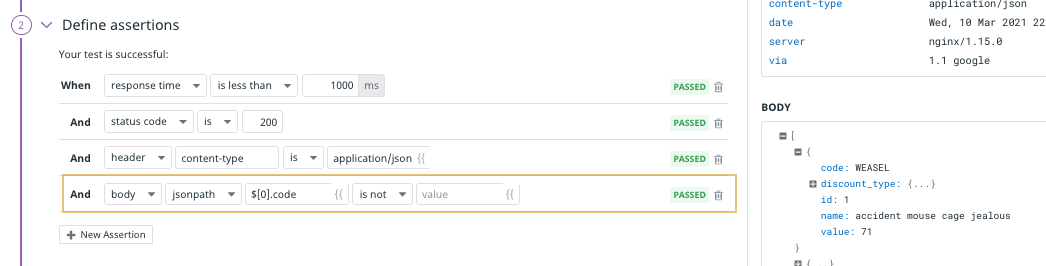 2 Define assertions
Your test is successful:
When response time is less than 1000 ms PASSED
And status code is 200 PASSED
And header content-type is application/json {{ PASSED
And body jsonpath $[0].code {{ is not value {{ PASSED
+ New Assertion
content-type application/json
date Wed, 10 Mar 2021 22
server nginx/1.15.0
via 1.1 google
BODY
[
{
code: WEASEL
discount_type: {...}
id: 1
name: accident mouse cage jealous
value: 71
}
{...}